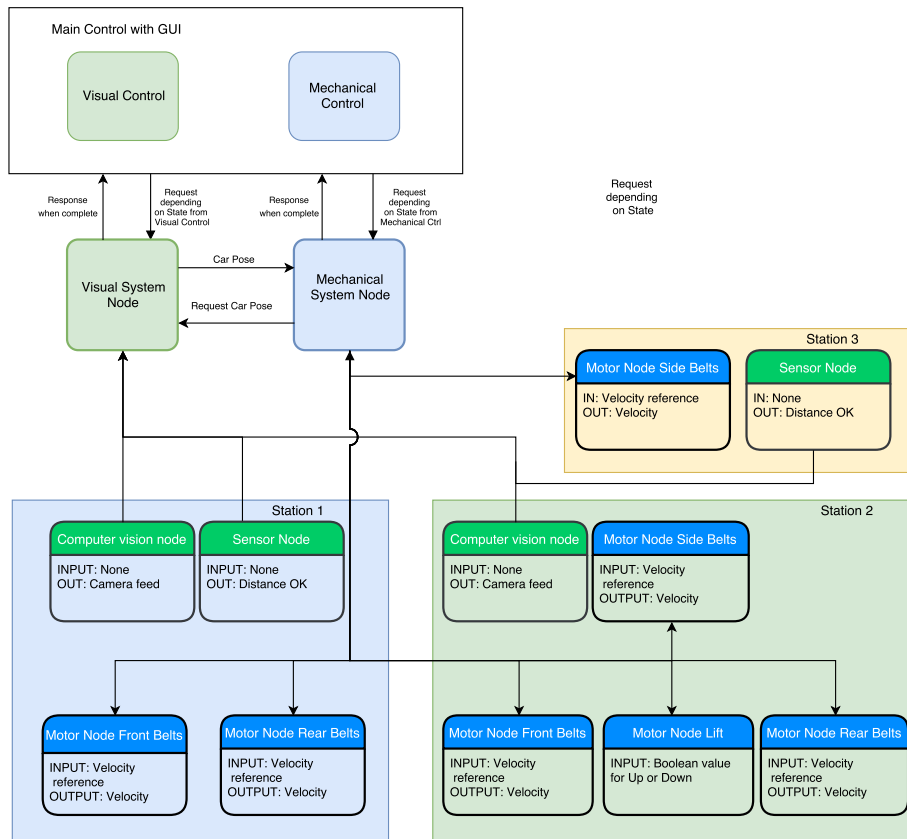 Main Control with GUI
Visual Control
Mechanical
Control
Response
when complete
Request
depending
on State from
Visual Control
Response
when complete
Request
depending
on State from
Mechanical Ctrl
Request
depending
on State
Visual System
Node
Car Pose
Request Car Pose
Mechanical
System Node
Station 3
Motor Node Side Belts
IN: Velocity reference
OUT: Velocity
Sensor Node
IN: None
OUT: Distance OK
Station 1
Computer vision node
INPUT: None
OUT: Camera feed
Sensor Node
INPUT: None
OUT: Distance OK
Motor Node Front Belts
INPUT: Velocity
reference
OUTPUT: Velocity
Motor Node Rear Belts
INPUT: Velocity
reference
OUTPUT: Velocity
Station 2
Computer vision node
INPUT: None
OUT: Camera feed
Motor Node Side Belts
INPUT: Velocity
reference
OUTPUT: Velocity
Motor Node Front Belts
INPUT: Velocity
reference
OUTPUT: Velocity
Motor Node Lift
INPUT: Boolean value
for Up or Down
Motor Node Rear Belts
INPUT: Velocity
reference
OUTPUT: Velocity